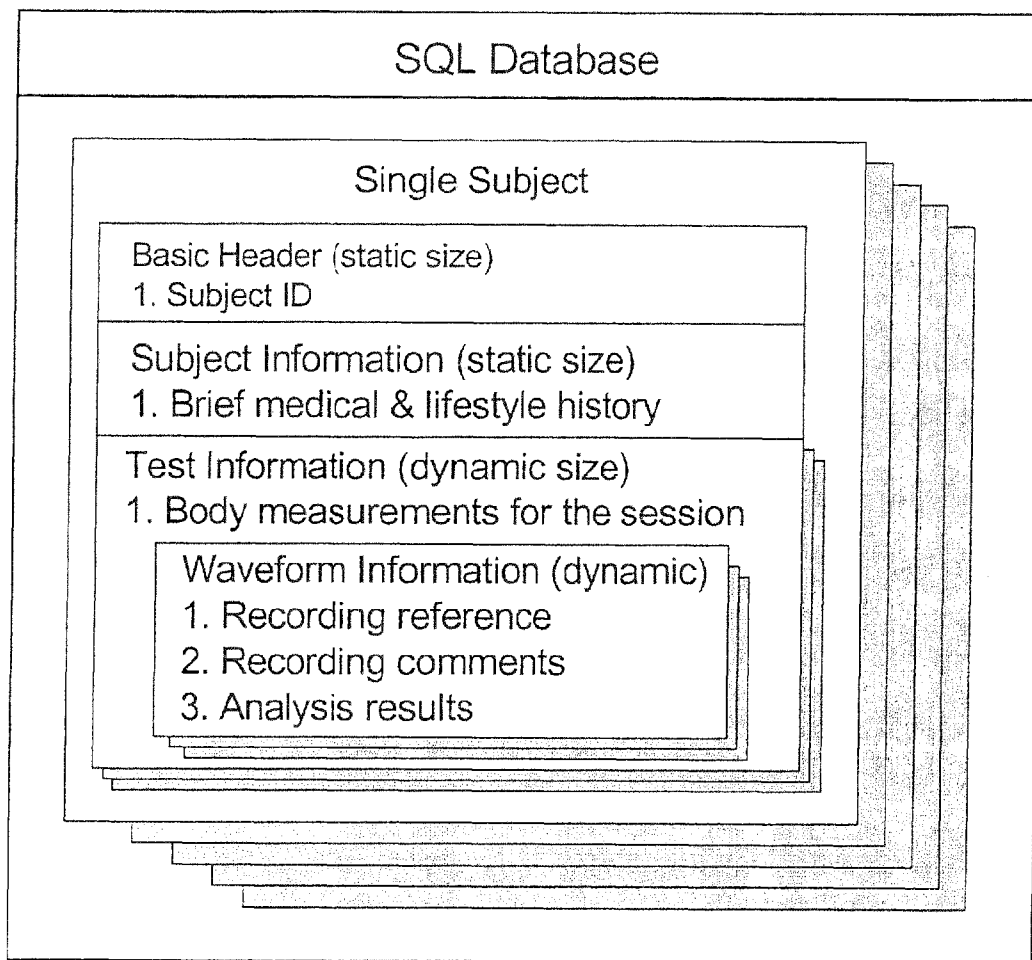 SQL Database
Single Subject
Basic Header (static size)
1. Subject ID
Subject Information (static size)
1. Brief medical & lifestyle history
Test Information (dynamic size)
1. Body measurements for the session
Waveform Information (dynamic)
1. Recording reference
2. Recording comments
3. Analysis results